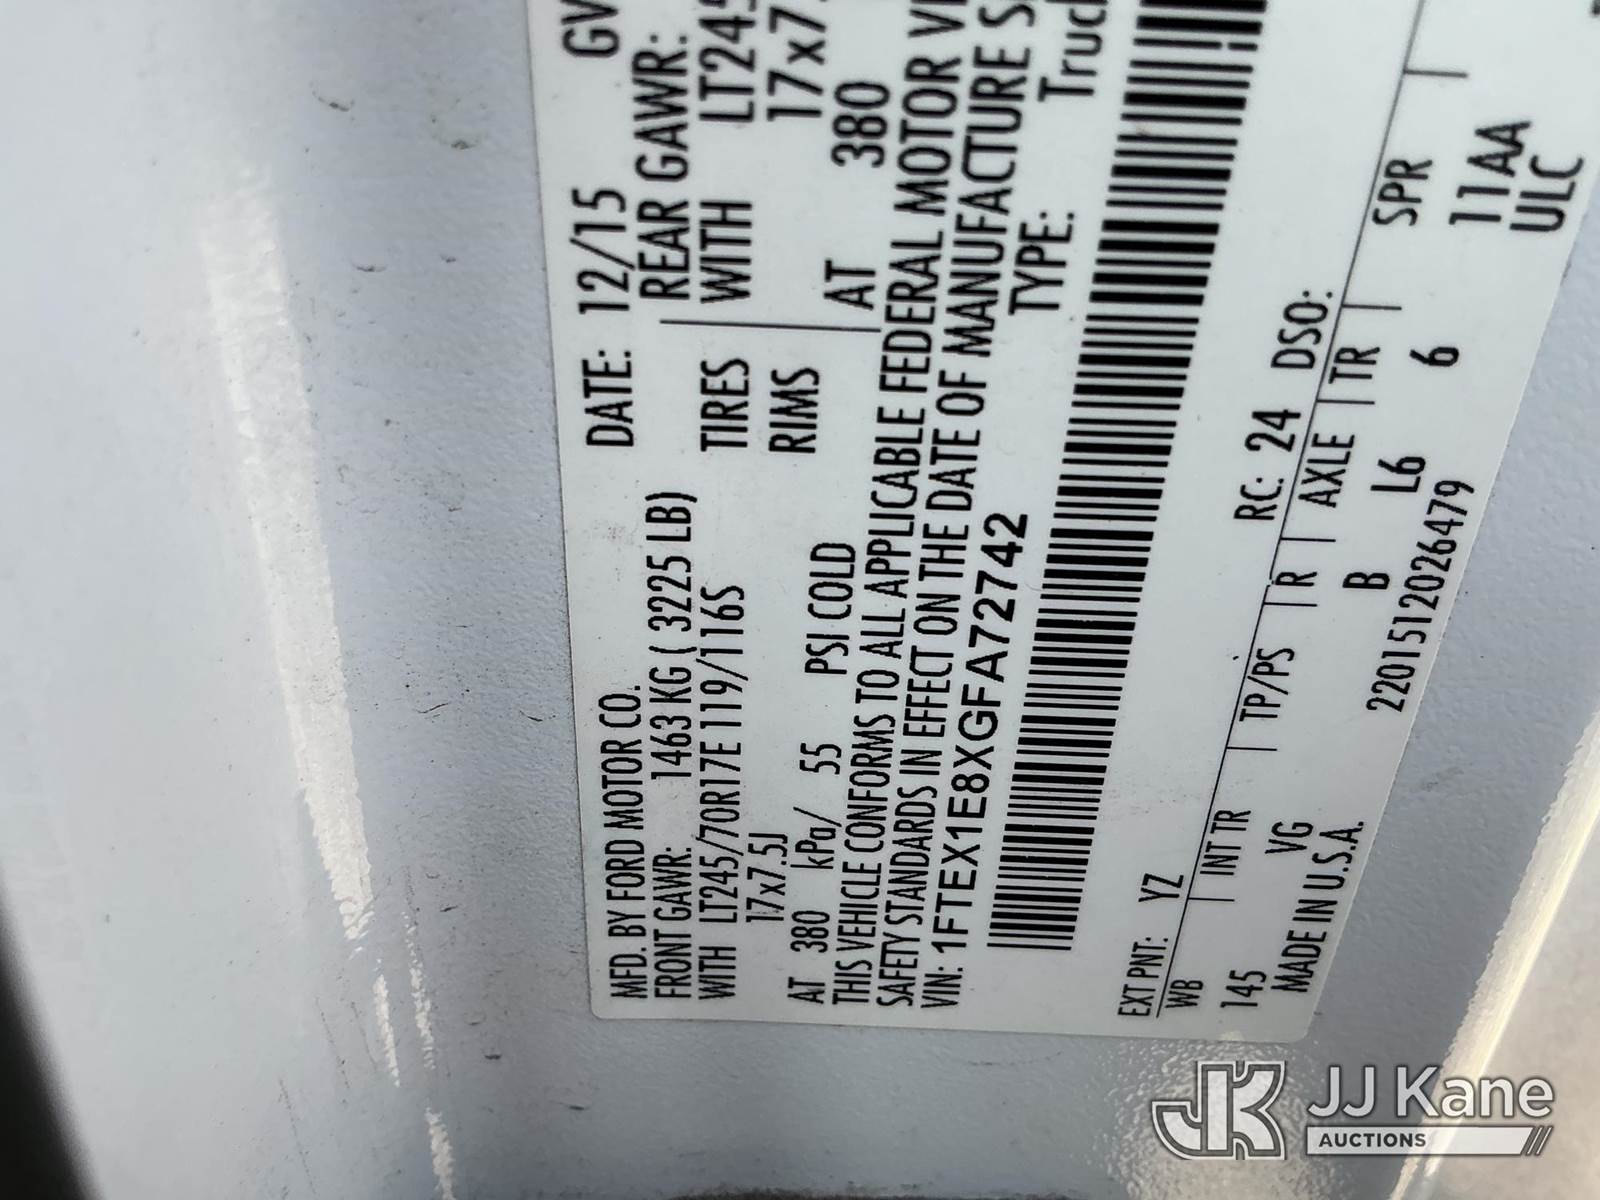 MFD. BY FORD MOTOR CO.
DATE: 12/15 GV
FRONT GAWR: 1463 KG ( 3225 LB)
REAR GAWR:
WITH LT245/70R17E 119/116S TIRES WITH
17x7.5J RIMS
AT 380 kPa/ 55 PSI COLD AT 380
THIS VEHICLE CONFORMS TO ALL APPLICABLE FEDERAL MOTOR
SAFETY STANDARDS IN EFFECT ON THE DATE OF MANUFACTURE
VIN: 1FTEX1E8XGFA72742 TYPE: Truc
EXT PNT: YZ RC: 24 DSO:
WB INT TR TP/PS R AXLE TR SPR
145 VG B L6 6 11AA
MADE IN U.S.A. 2201512026479 ULC
JK JJ Kane
AUCTIONS